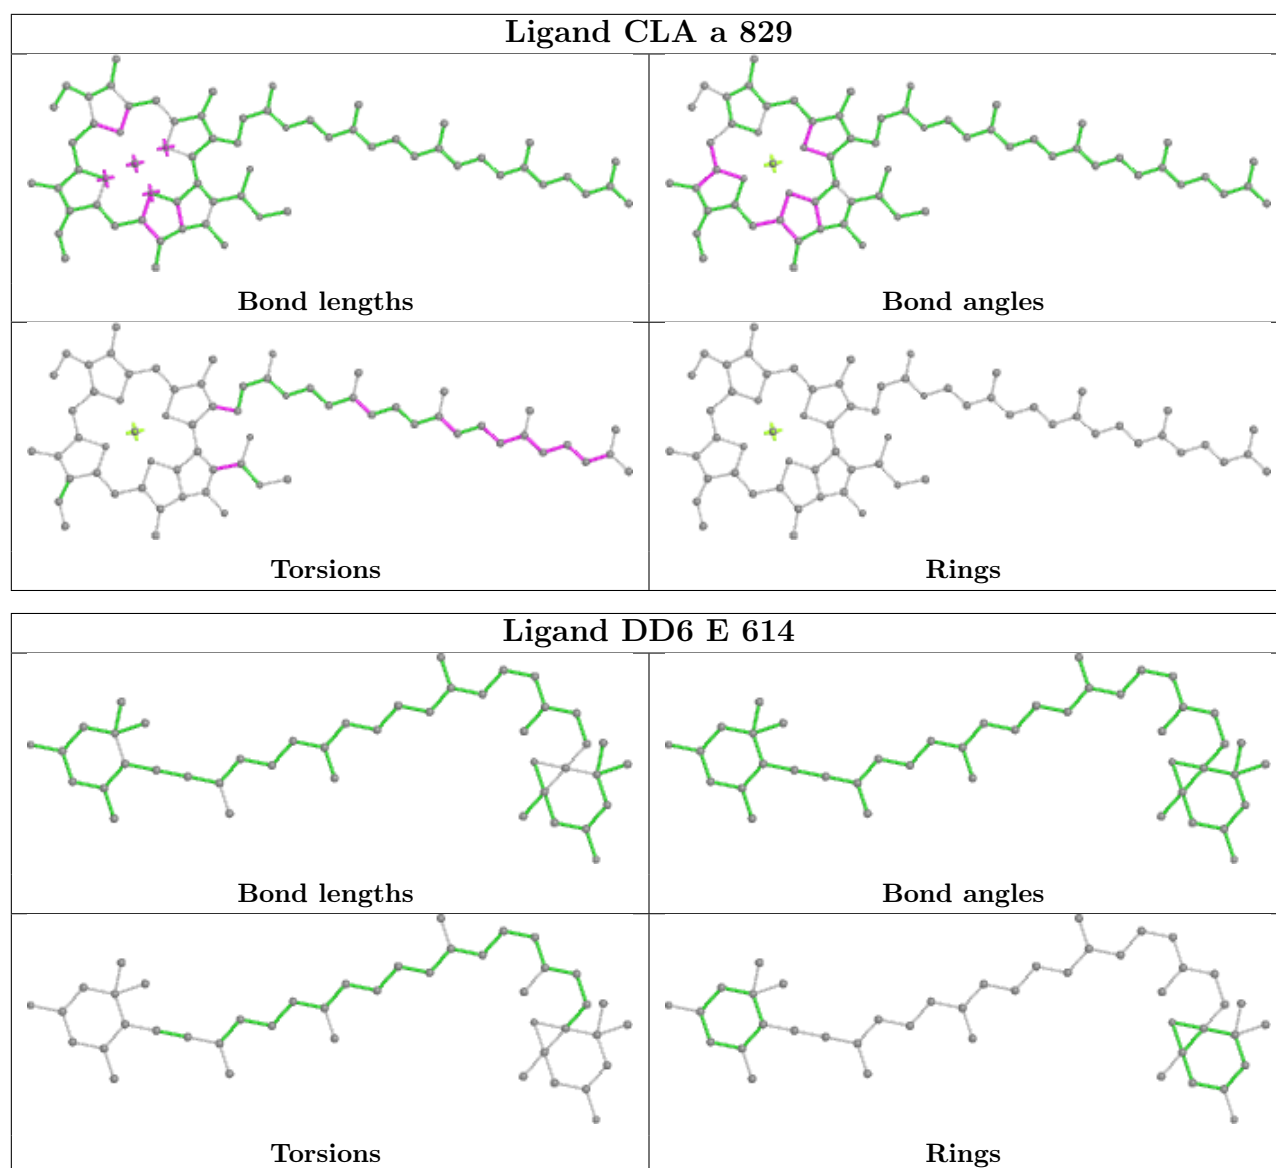 Ligand CLA a 829
Bond lengths
Bond angles
Torsions
Rings
Ligand DD6 E 614
Bond lengths
Bond angles
Torsions
Rings